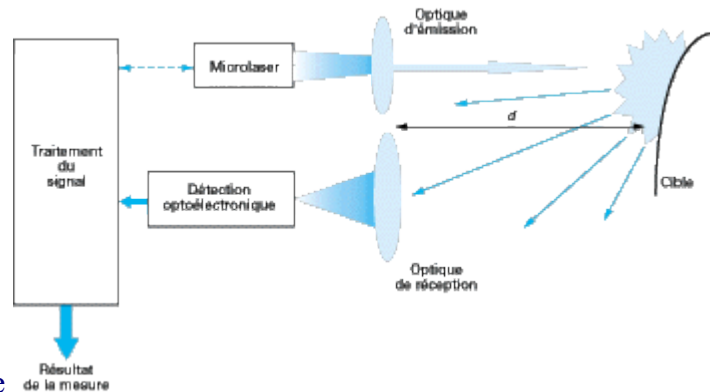 Optique
d'émission
Microlaser
d
Traitement
du
signal
Détection
optoélectronique
Cible
Optique
de réception
Résultat
de la mesure
e